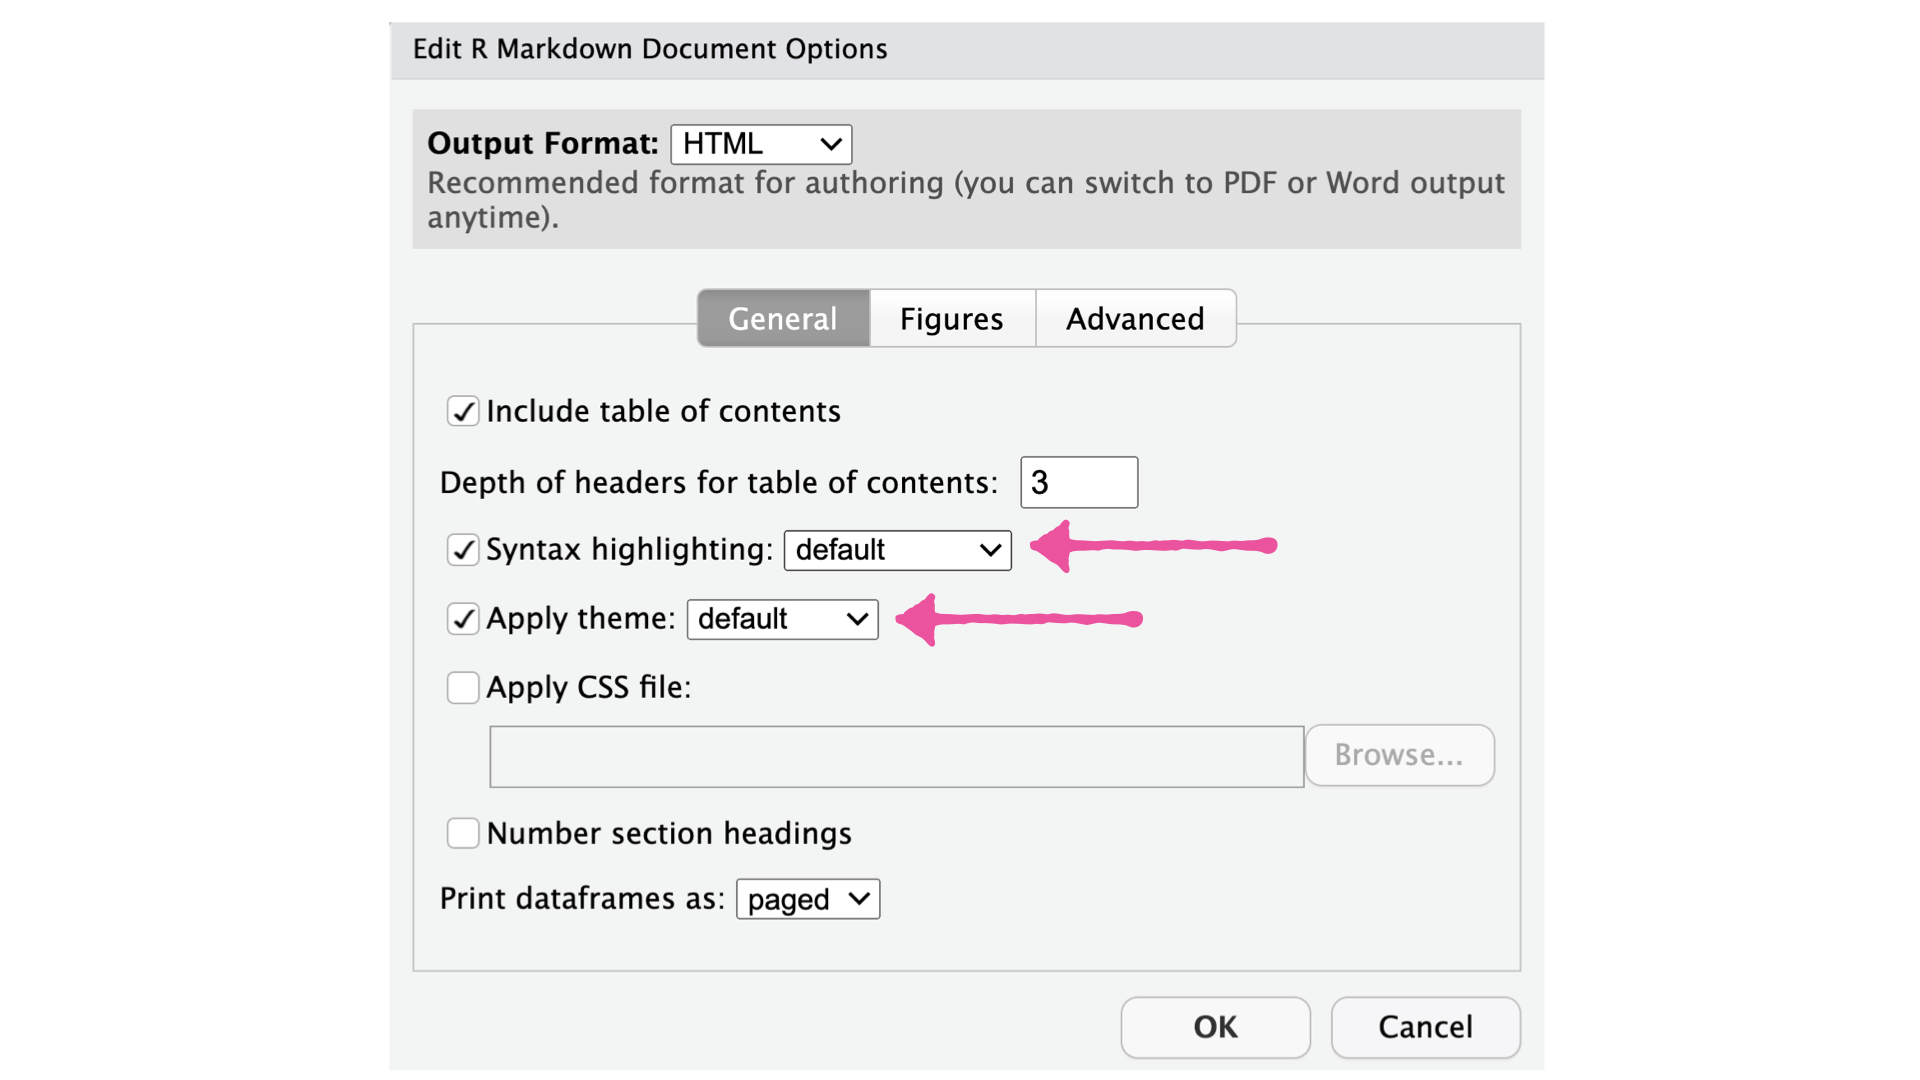 Edit R Markdown Document Options
Output Format: HTML
Recommended format for authoring (you can switch to PDF or Word output
anytime).
General Figures Advanced
Include table of contents
Depth of headers for table of contents: 3
Syntax highlighting: default
Apply theme: default
Apply CSS file:
Browse...
Number section headings
Print dataframes as: paged
OK Cancel